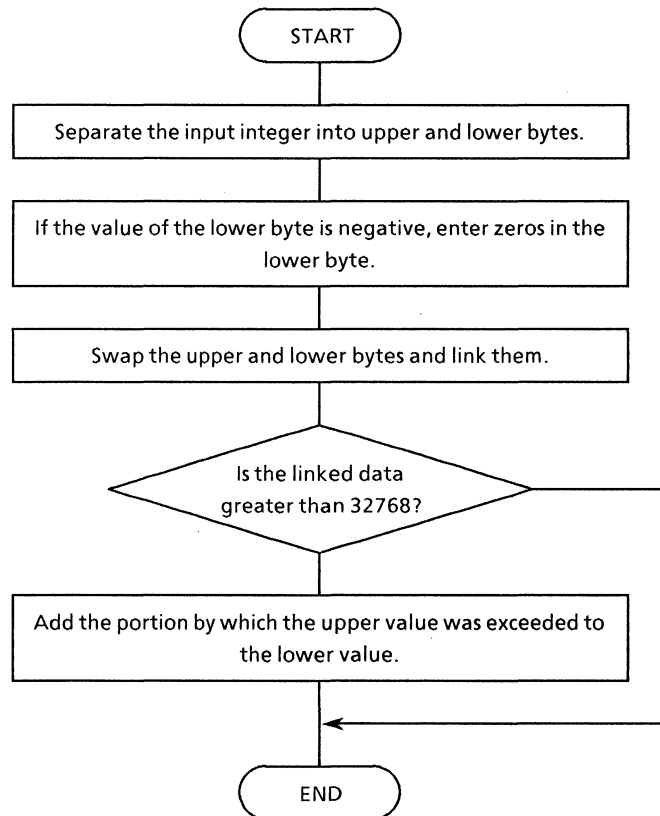 START
Separate the input integer into upper and lower bytes.
If the value of the lower byte is negative, enter zeros in the
lower byte.
Swap the upper and lower bytes and link them.
Is the linked data
greater than 32768?
Add the portion by which the upper value was exceeded to
the lower value.
END